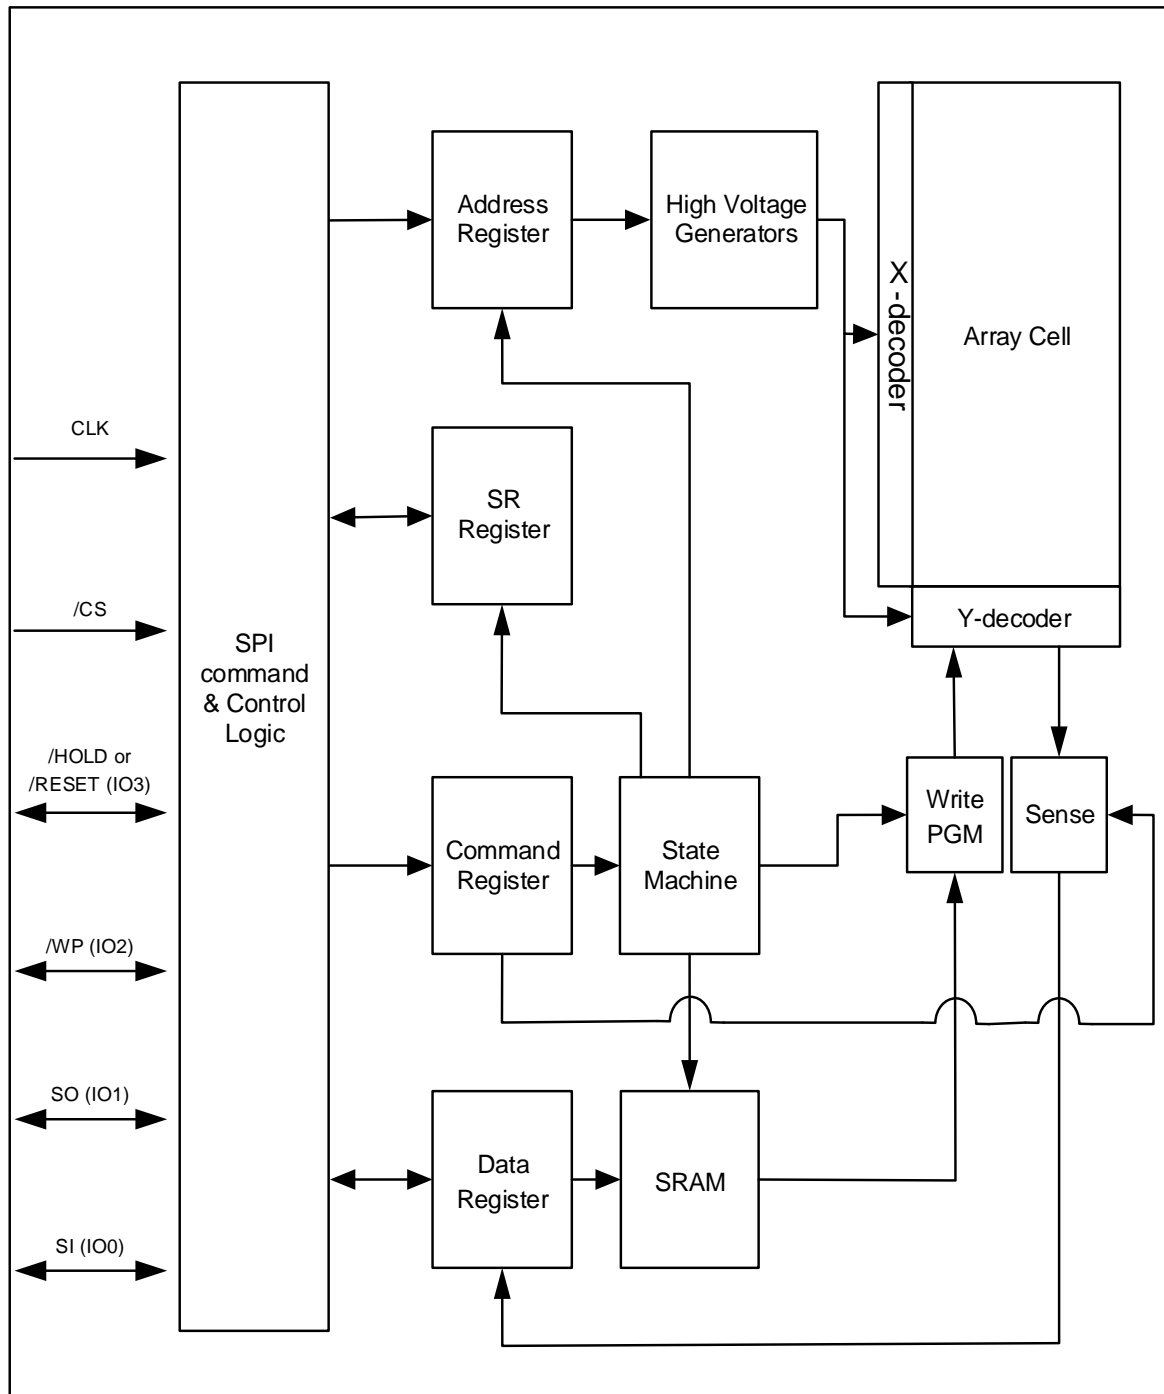 CLK
/CS
/HOLD or
/RESET (IO3)
/WP (IO2)
SO (IO1)
SI (IO0)
SPI
command
& Control
Logic
Address
Register
High Voltage
Generators
X-decoder
Array Cell
SR
Register
Y-decoder
Command
Register
State
Machine
Write
PGM
Sense
Data
Register
SRAM